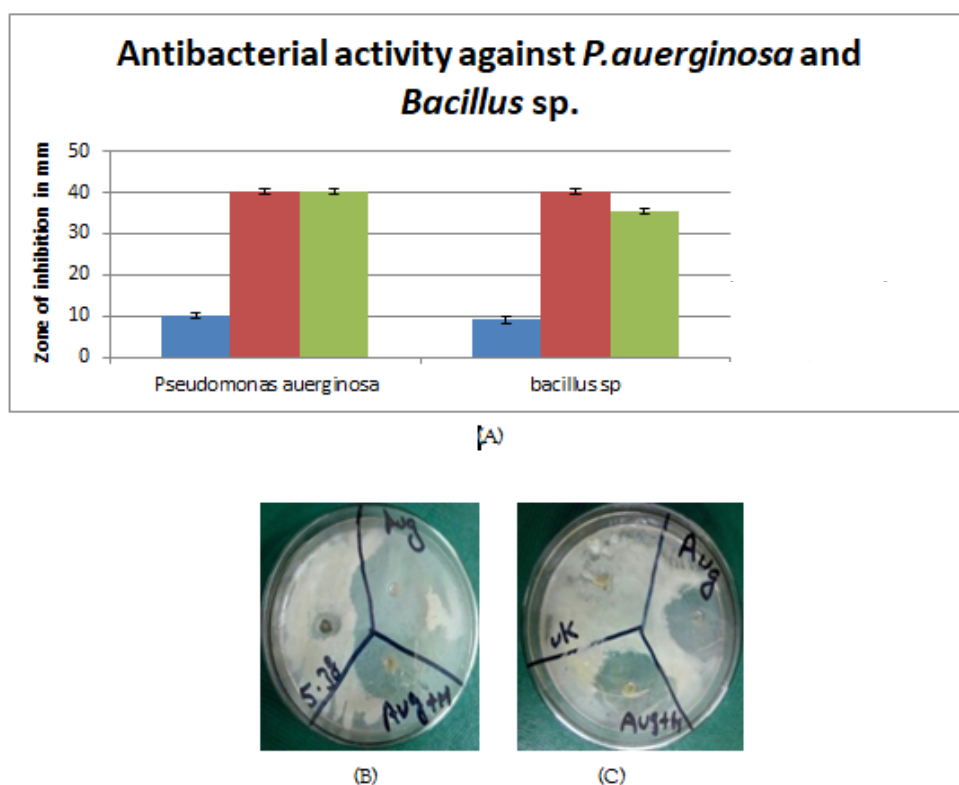 Antibacterial activity against P.auerginosa and
Bacillus sp.
Zone of inhibition in mm
50
40
30
20
10
0
Pseudomonas auerginosa
bacillus sp
(A)
Aug
Aug+H
Aug
UK
Aug+H
(B)
(C)